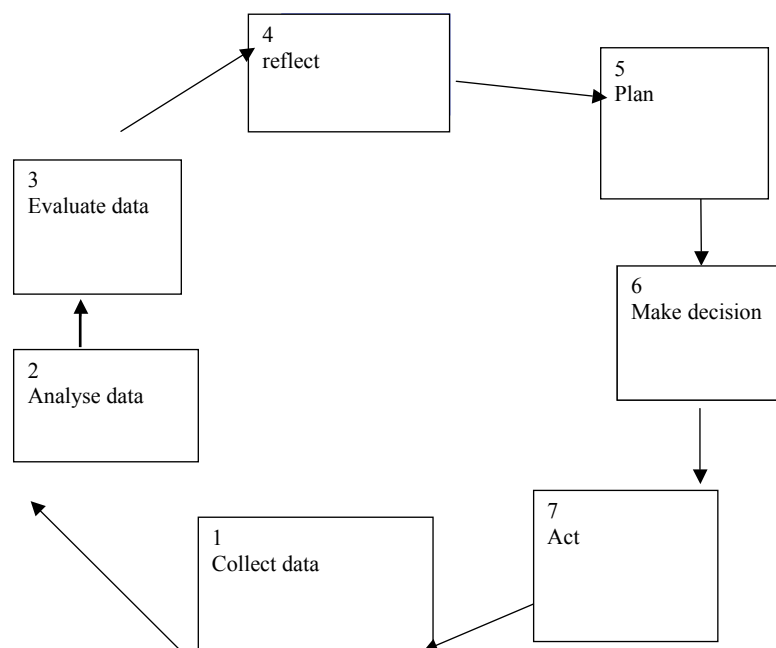 4
reflect
5
Plan
3
Evaluate data
6
Make decision
2
Analyse data
7
Act
1
Collect data